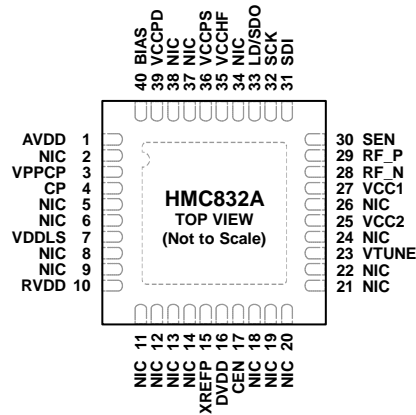 40 BIAS
39 VCCPD
38 NIC
37 NIC
36 VCCPS
35 VCCHF
34 NIC
33 LD/SDO
32 SCK
31 SDI
AVDD 1
NIC 2
VPPCP 3
CP 4
NIC 5
NIC 6
VDDLS 7
NIC 8
NIC 9
RVDD 10
HMC832A
TOP VIEW
(Not to Scale)
30 SEN
29 RF_P
28 RF_N
27 VCC1
26 NIC
25 VCC2
24 NIC
23 VTUNE
22 NIC
21 NIC
NIC 11
NIC 12
NIC 13
NIC 14
XREFP 15
DVDD 16
CEN 17
NIC 18
NIC 19
NIC 20